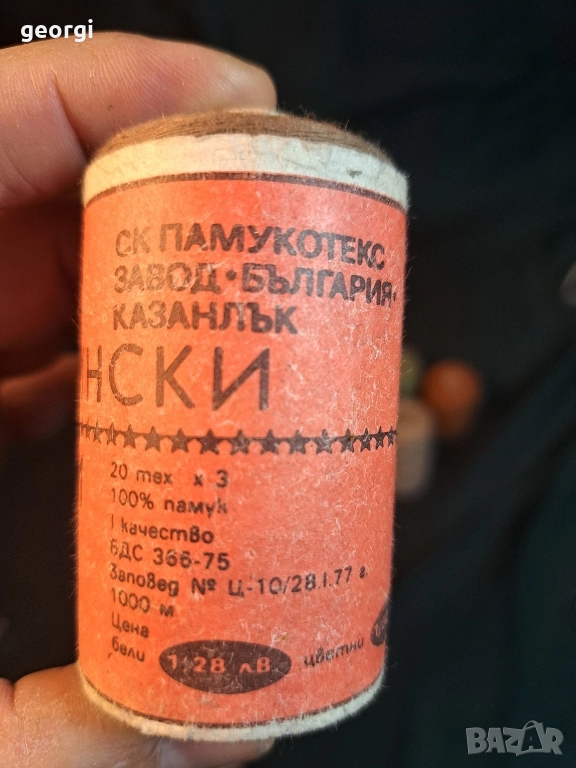 georgi
СК ПАМУКОТЕКС
ЗАВОД·БЪЛГАРИЯ·
КАЗАНЛЪК
НСКИ
20 тех х 3
100% памук
I качество
БДС 366-75
Заповед № Ц-10/28.I.77 г.
1000 м
Цена
бели 1,28 лв. цветни
BAZAR